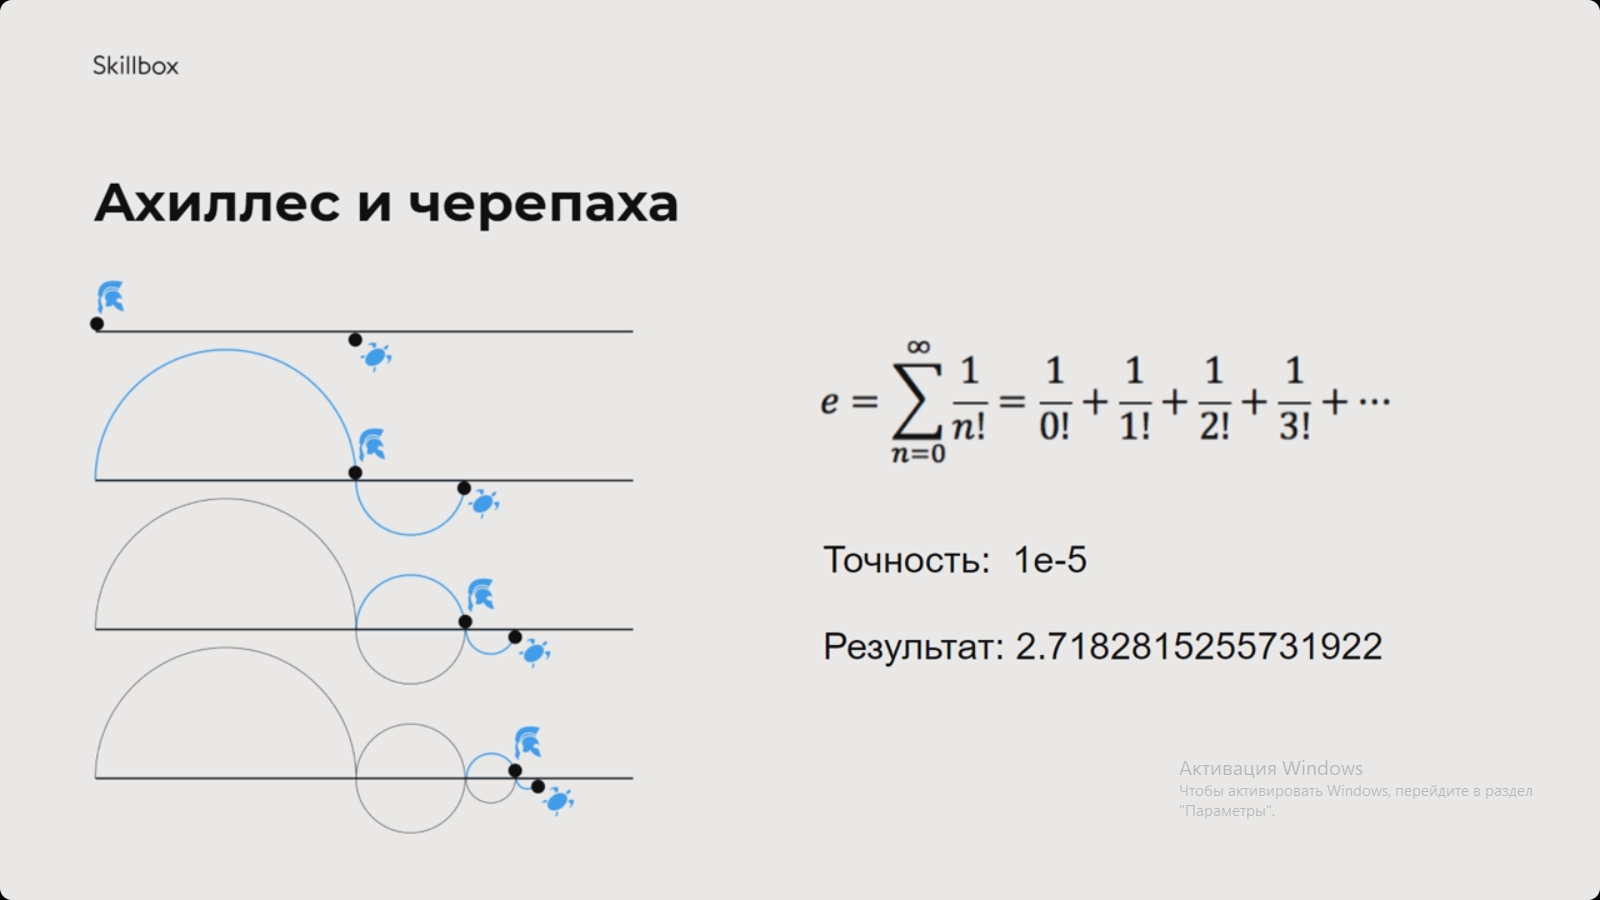 Skillbox
Ахиллес и черепаха
e = ∑_{n=0}^{∞} 1/n! = 1/0! + 1/1! + 1/2! + 1/3! + ⋯
Точность: 1e-5
Результат: 2.7182815255731922
Активация Windows
Чтобы активировать Windows, перейдите в раздел
"Параметры".